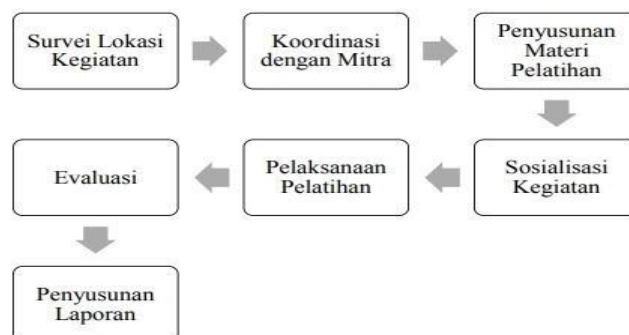 Survei Lokasi
Kegiatan
Koordinasi
dengan Mitra
Penyusunan
Materi
Pelatihan
Sosialisasi
Kegiatan
Pelaksanaan
Pelatihan
Evaluasi
Penyusunan
Laporan